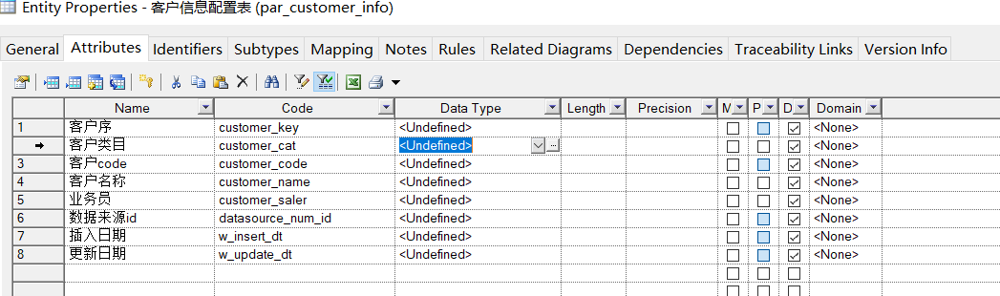 Entity Properties - 客户信息配置表 (par_customer_info)
General Attributes Identifiers Subtypes Mapping Notes Rules Related Diagrams Dependencies Traceability Links Version Info
Name Code Data Type Length Precision M P D Domain
1 客户序 customer_key <Undefined> <None>
客户类目 customer_cat <Undefined> ... <None>
3 客户code customer_code <Undefined> <None>
4 客户名称 customer_name <Undefined> <None>
5 业务员 customer_saler <Undefined> <None>
6 数据来源id datasource_num_id <Undefined> <None>
7 插入日期 w_insert_dt <Undefined> <None>
8 更新日期 w_update_dt <Undefined> <None>